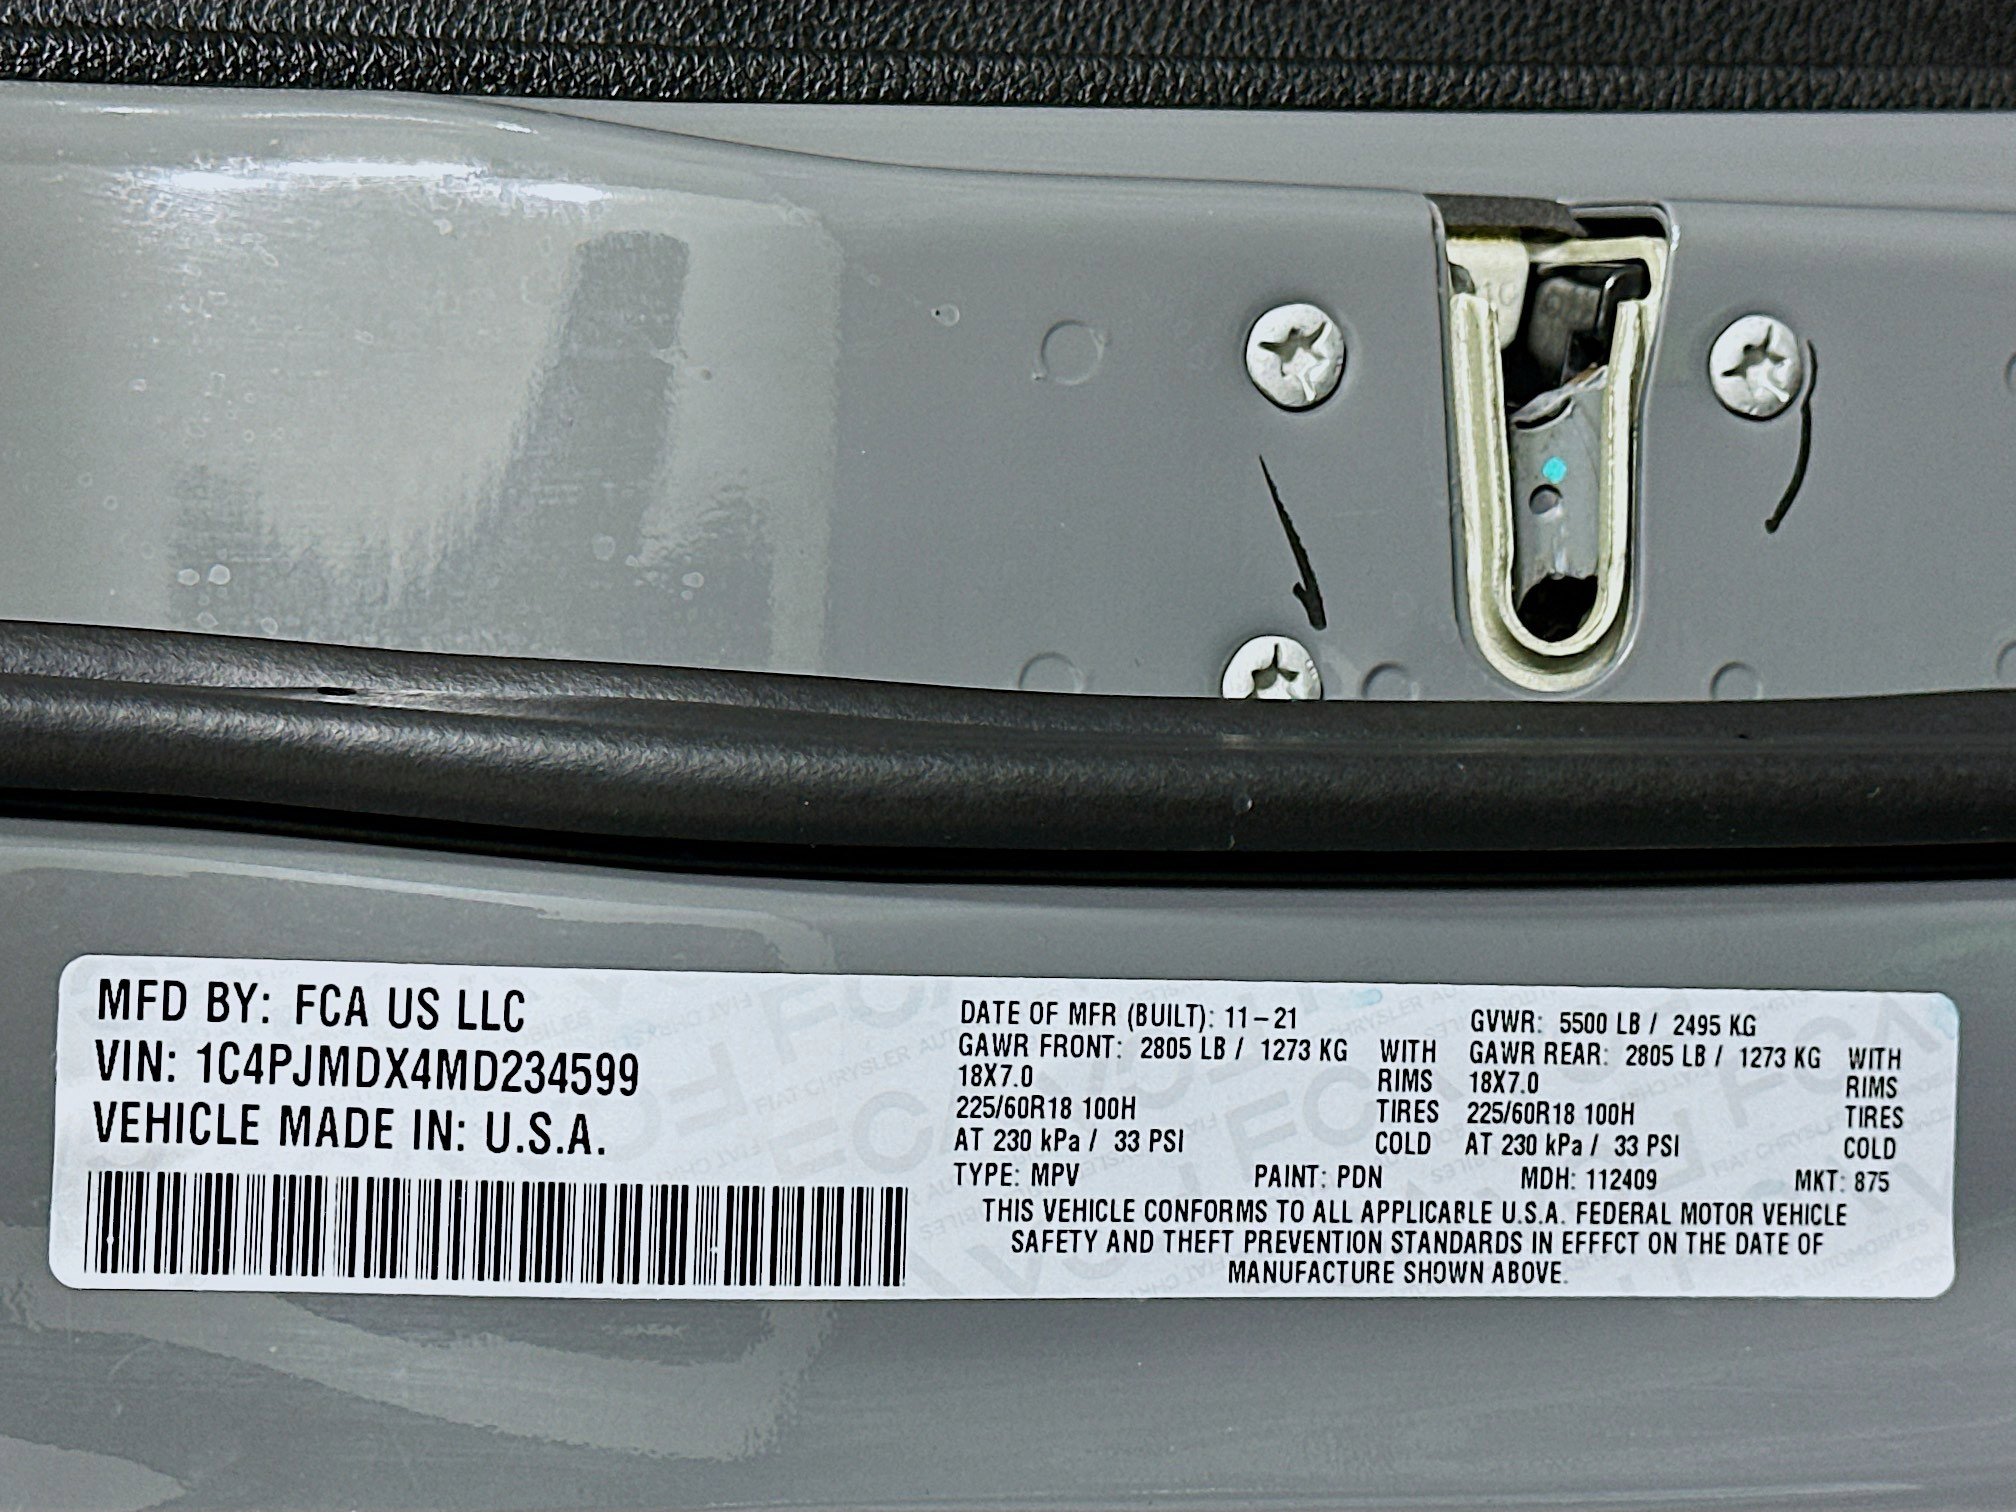 MFD BY: FCA US LLC
VIN: 1C4PJMDX4MD234599
VEHICLE MADE IN: U.S.A.
DATE OF MFR (BUILT): 11-21
GVWR: 5500 LB / 2495 KG
GAWR FRONT: 2805 LB / 1273 KG WITH
18X7.0 RIMS
225/60R18 100H TIRES
AT 230 kPa / 33 PSI COLD
GAWR REAR: 2805 LB / 1273 KG WITH
18X7.0 RIMS
225/60R18 100H TIRES
AT 230 kPa / 33 PSI COLD
TYPE: MPV PAINT: PDN MDH: 112409 MKT: 875
THIS VEHICLE CONFORMS TO ALL APPLICABLE U.S.A. FEDERAL MOTOR VEHICLE
SAFETY AND THEFT PREVENTION STANDARDS IN EFFECT ON THE DATE OF
MANUFACTURE SHOWN ABOVE.